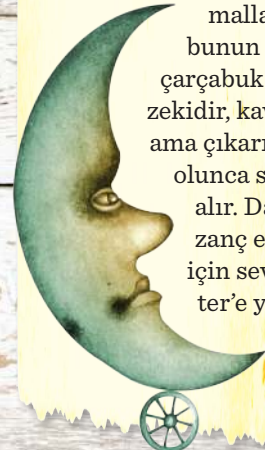 malla
bunun
çarçabuk
zekidir, kav
ama çıkarı
olunca s
alır. Da
zanç e
için sev
ter’e y